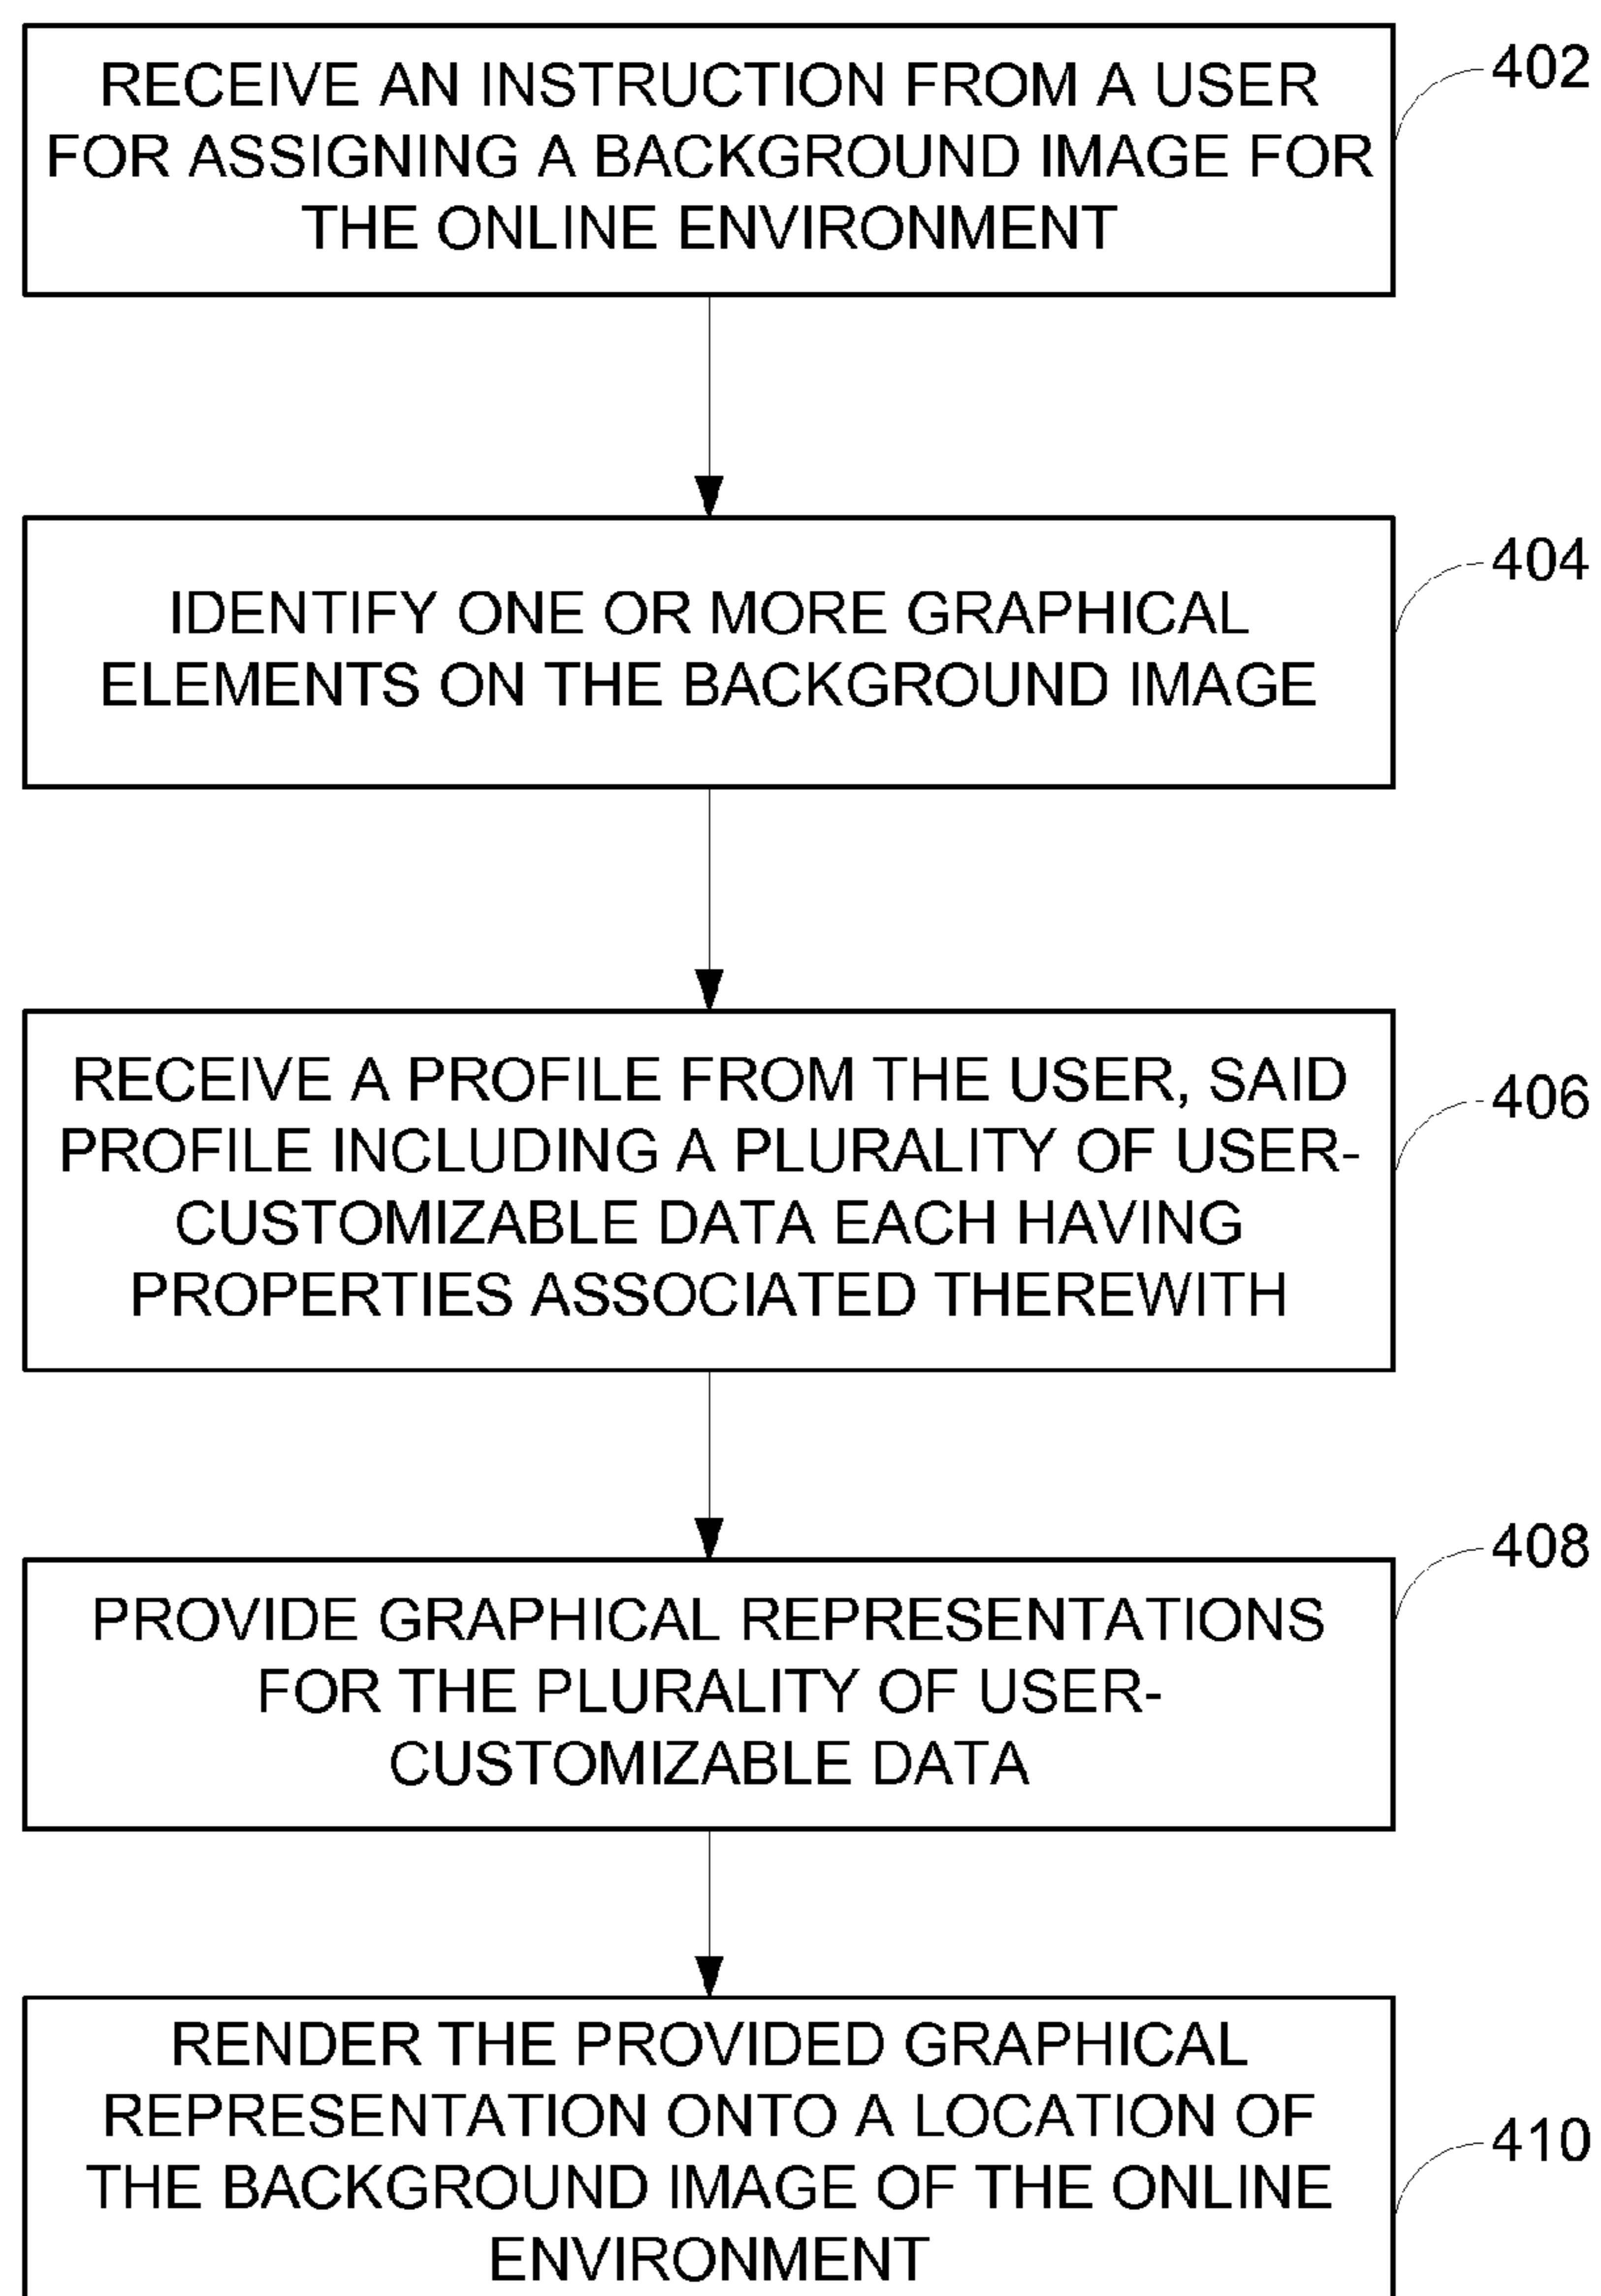 RECEIVE AN INSTRUCTION FROM A USER
FOR ASSIGNING A BACKGROUND IMAGE FOR
THE ONLINE ENVIRONMENT
402
IDENTIFY ONE OR MORE GRAPHICAL
ELEMENTS ON THE BACKGROUND IMAGE
404
RECEIVE A PROFILE FROM THE USER, SAID
PROFILE INCLUDING A PLURALITY OF USER-
CUSTOMIZABLE DATA EACH HAVING
PROPERTIES ASSOCIATED THEREWITH
406
PROVIDE GRAPHICAL REPRESENTATIONS
FOR THE PLURALITY OF USER-
CUSTOMIZABLE DATA
408
RENDER THE PROVIDED GRAPHICAL
REPRESENTATION ONTO A LOCATION OF
THE BACKGROUND IMAGE OF THE ONLINE
ENVIRONMENT
410